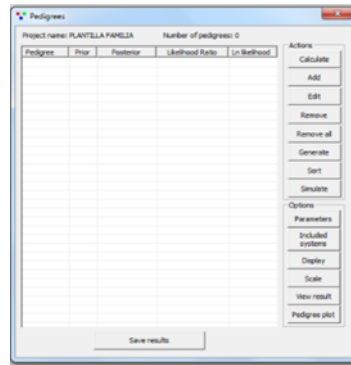 Pedigrees
Project name: PLANTILLA FAMILIA Number of pedigrees: 0
Pedigree Prior Posterior Likelihood Ratio Ln likelihood
Actions
Calculate
Add
Edit
Remove
Remove all
Generate
Sort
Simulate
Options
Parameters
Included
systems
Display
Scale
View result
Pedigree plot
Save results